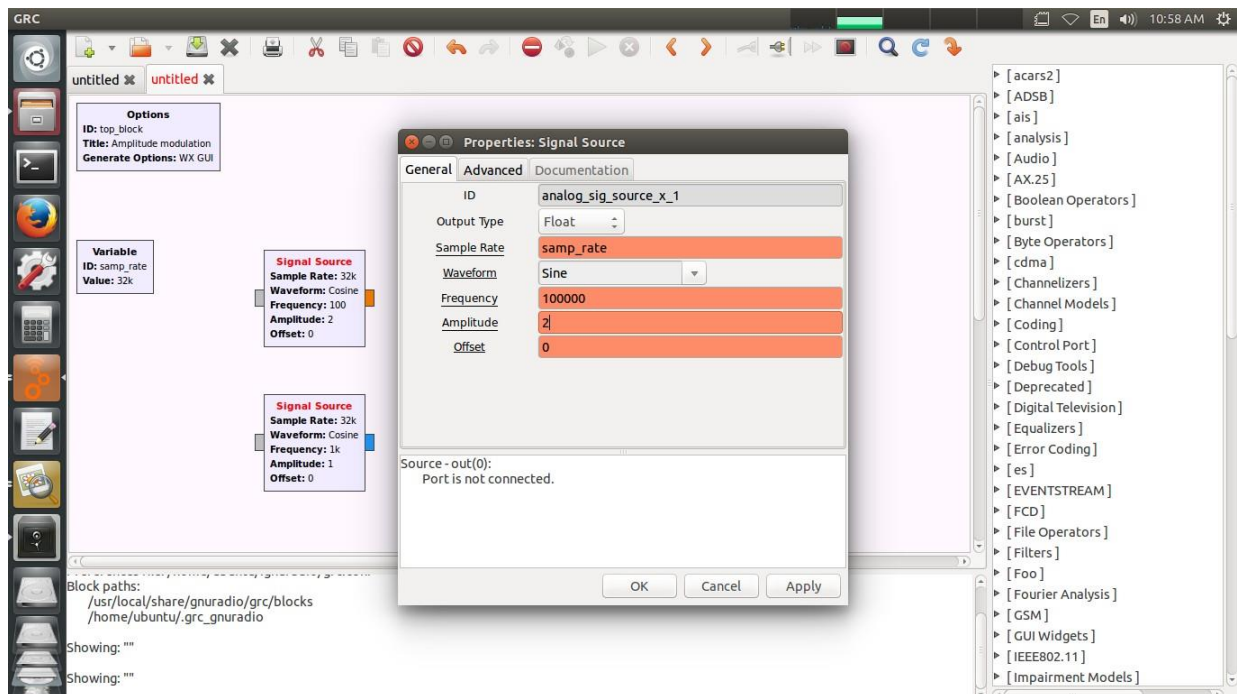 GRC
En
10:58 AM
untitled
untitled
Options
ID: top_block
Title: Amplitude modulation
Generate Options: WX GUI
Variable
ID: samp_rate
Value: 32k
Signal Source
Sample Rate: 32k
Waveform: Cosine
Frequency: 100
Amplitude: 2
Offset: 0
Signal Source
Sample Rate: 32k
Waveform: Cosine
Frequency: 1k
Amplitude: 1
Offset: 0
Properties: Signal Source
General Advanced Documentation
ID analog_sig_source_x_1
Output Type Float
Sample Rate samp_rate
Waveform Sine
Frequency 100000
Amplitude 2
Offset 0
Source - out(0):
Port is not connected.
OK Cancel Apply
Block paths:
/usr/local/share/gnuradio/grc/blocks
/home/ubuntu/.grc_gnuradio
Showing: ""
Showing: ""
[ acars2 ]
[ ADSB ]
[ ais ]
[ analysis ]
[ Audio ]
[ AX.25 ]
[ Boolean Operators ]
[ burst ]
[ Byte Operators ]
[ cdma ]
[ Channelizers ]
[ Channel Models ]
[ Coding ]
[ Control Port ]
[ Debug Tools ]
[ Deprecated ]
[ Digital Television ]
[ Equalizers ]
[ Error Coding ]
[ es ]
[ EVENTSTREAM ]
[ FCD ]
[ File Operators ]
[ Filters ]
[ Foo ]
[ Fourier Analysis ]
[ GSM ]
[ GUI Widgets ]
[ IEEE802.11 ]
[ Impairment Models ]